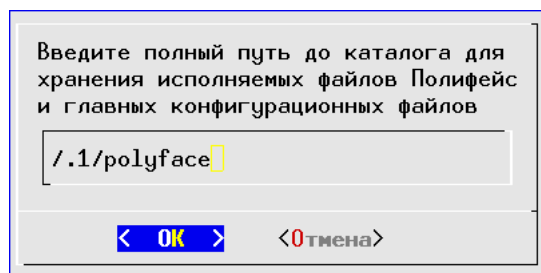 Введите полный путь до каталога для
хранения исполняемых файлов Полифейс
и главных конфигурационных файлов
/.1/polyface
< OK > <Отмена>